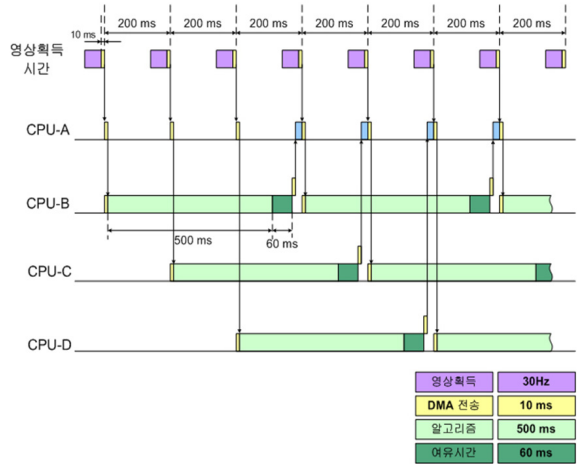 200 ms 200 ms 200 ms 200 ms 200 ms 200 ms 200 ms
10 ms
영상획득
시간
CPU-A
CPU-B
500 ms 60 ms
CPU-C
CPU-D
영상획득 30Hz
DMA 전송 10 ms
알고리즘 500 ms
여유시간 60 ms